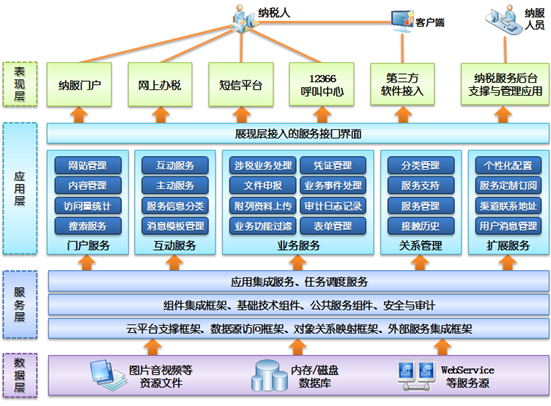 纳税人
客户端
纳服
人员
表现层
纳服门户
网上办税
短信平台
12366
呼叫中心
第三方
软件接入
纳税服务后台
支撑与管理应用
展现层接入的服务接口界面
应用层
网站管理
内容管理
访问量统计
搜索服务
门户服务
互动服务
主动服务
服务信息分类
消息模板管理
互动服务
涉税业务处理
凭证管理
文件申报
业务事件处理
附列资料上传
审计日志记录
业务功能过滤
表单管理
业务服务
分类管理
服务支持
服务管理
接触历史
关系管理
个性化配置
服务定制订阅
渠道联系地址
用户消息管理
扩展服务
服务层
应用集成服务、任务调度服务
组件集成框架、基础技术组件、公共服务组件、安全与审计
云平台支撑框架、数据源访问框架、对象关系映射框架、外部服务集成框架
数据层
图片音视频等
资源文件
内存/磁盘
数据库
WebService
等服务源